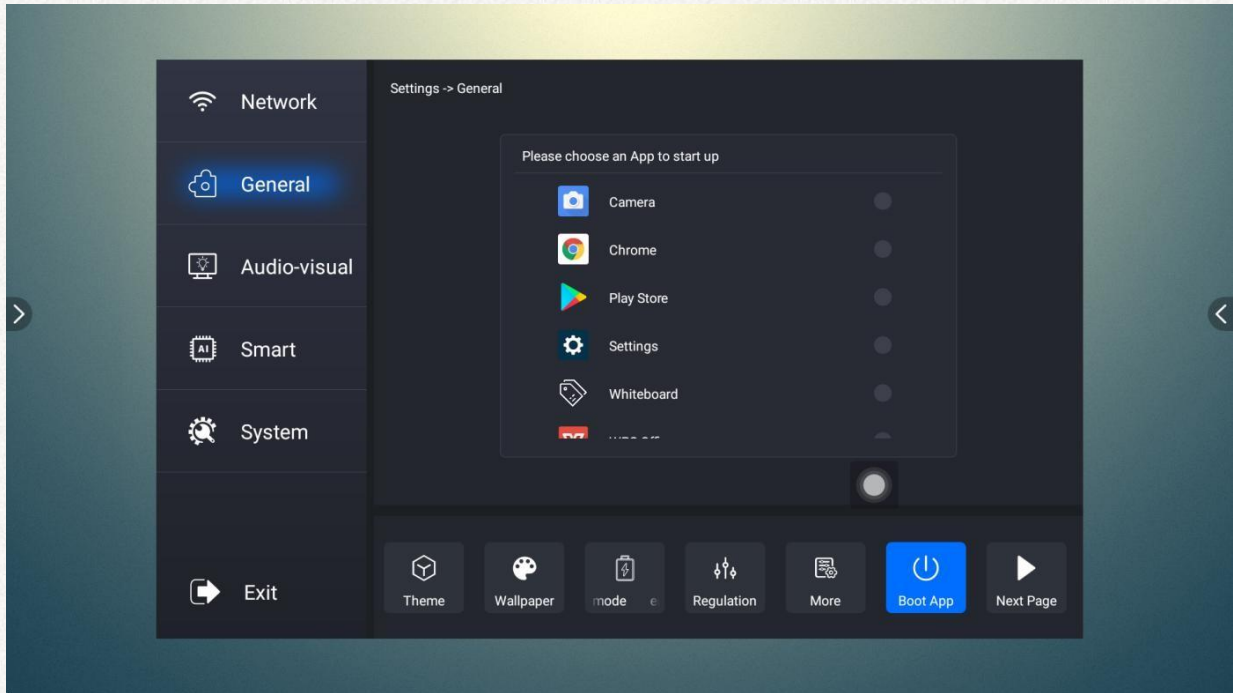 Network
General
Audio-visual
Smart
System
Exit
Settings -> General
Please choose an App to start up
Camera
Chrome
Play Store
Settings
Whiteboard
Theme
Wallpaper
mode e
Regulation
More
Boot App
Next Page
AI